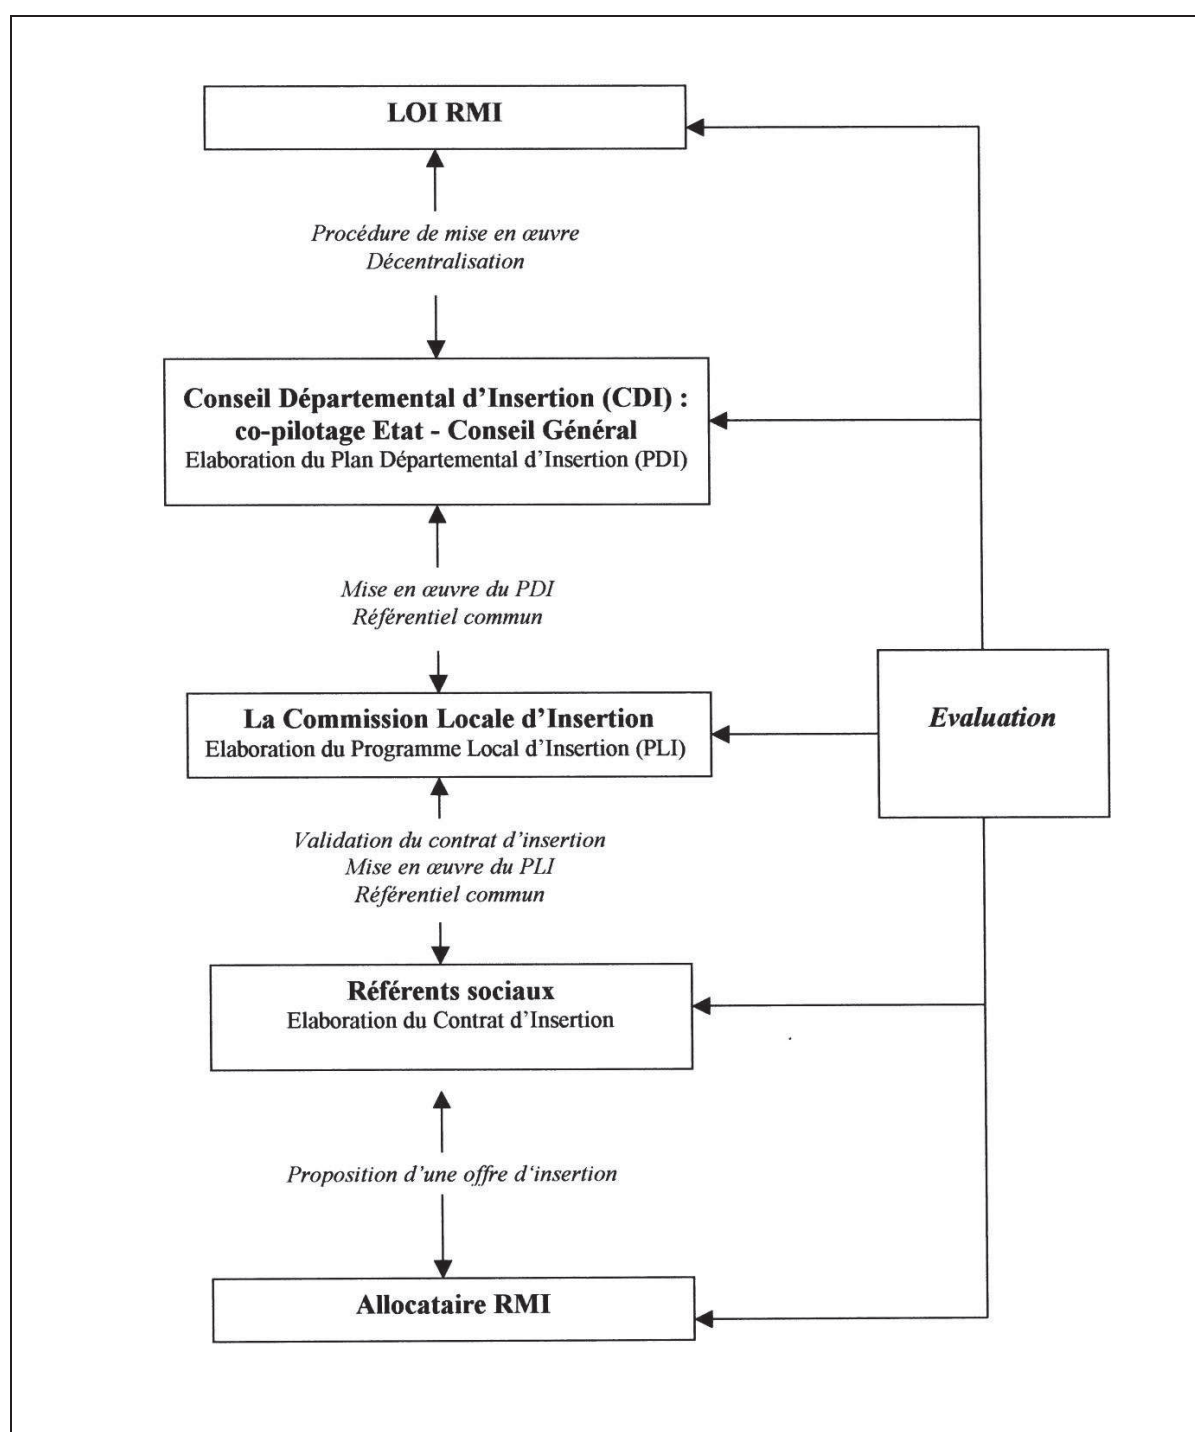 LOI RMI
Procédure de mise en œuvre
Décentralisation
Conseil Départemental d'Insertion (CDI) :
co-pilotage Etat - Conseil Général
Elaboration du Plan Départemental d'Insertion (PDI)
Mise en œuvre du PDI
Référentiel commun
La Commission Locale d'Insertion
Elaboration du Programme Local d'Insertion (PLI)
Evaluation
Validation du contrat d'insertion
Mise en œuvre du PLI
Référentiel commun
Référents sociaux
Elaboration du Contrat d'Insertion
Proposition d'une offre d'insertion
Allocataire RMI